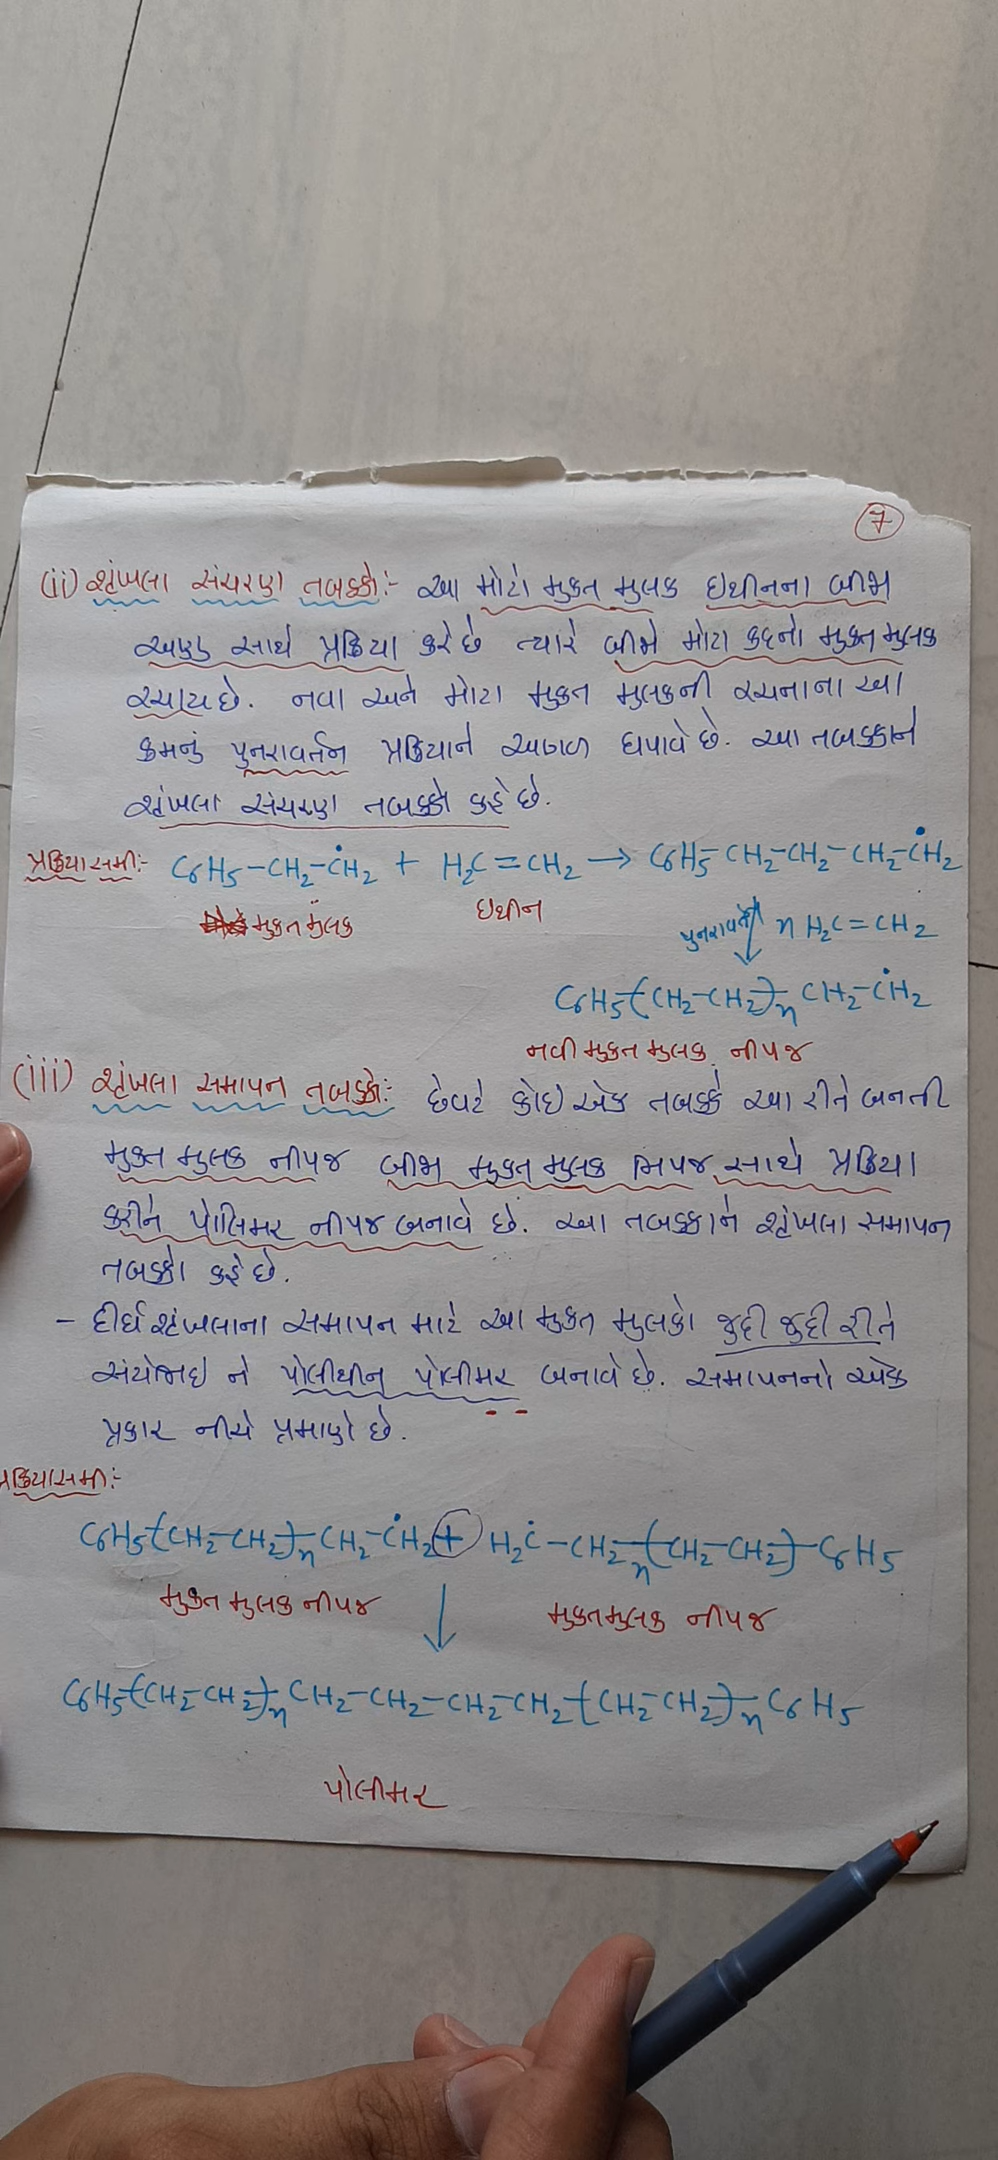 7
(ii) શૃંખલા સંચરણ તબક્કો:- આ મોટો મુક્ત મુલક ઇથીનના બીજા
અણુ સાથે પ્રક્રિયા કરે છે ત્યારે બીજો મોટા કદનો મુક્ત મુલક
રચાય છે. નવા અને મોટા મુક્ત મુલકની રચનાના આ
ક્રમનું પુનરાવર્તન પ્રક્રિયાને આગળ ધપાવે છે. આ તબક્કાને
શૃંખલા સંચરણ તબક્કો કહે છે.
પ્રક્રિયા સમી:- C6H5-CH2-ĊH2 + H2C=CH2 → C6H5-CH2-CH2-CH2-ĊH2
મુક્ત મુલક ઇથીન
પુનરાવર્તન ↓ n H2C=CH2
C6H5-(CH2-CH2)n-CH2-ĊH2
નવી મુક્ત મુલક નીપજ
(iii) શૃંખલા સમાપન તબક્કો: છેવટે કોઇ એક તબક્કે આ રીતે બનતી
મુક્ત મુલક નીપજ બીજા મુક્ત મુલક નિપજ સાથે પ્રક્રિયા
કરીને પોલિમર નીપજ બનાવે છે. આ તબક્કાને શૃંખલા સમાપન
તબક્કો કહે છે.
- દીર્ઘ શૃંખલાના સમાપન માટે આ મુક્ત મુલકો જુદી જુદી રીતે
સંયોજાઇ ને પોલીથીન પોલીમર બનાવે છે. સમાપનનો એક
પ્રકાર નીચે પ્રમાણે છે.
પ્રક્રિયાસમી:-
C6H5-(CH2-CH2)n-CH2-ĊH2 + H2Ċ-CH2-n(CH2-CH2)-C6H5
મુક્ત મુલક નીપજ મુક્તમુલક નીપજ
↓
C6H5-(CH2-CH2)n-CH2-CH2-CH2-CH2-(CH2-CH2)n-C6H5
પોલીમર